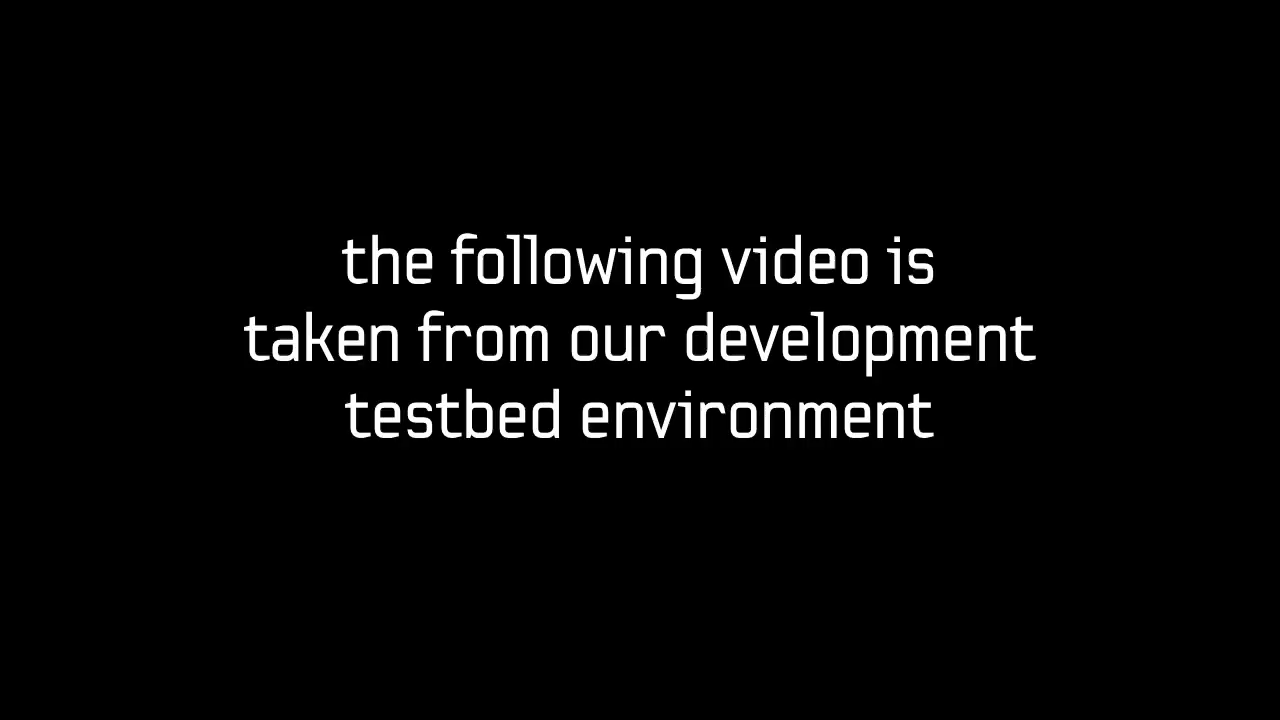 the following video is
taken from our development
testbed environment